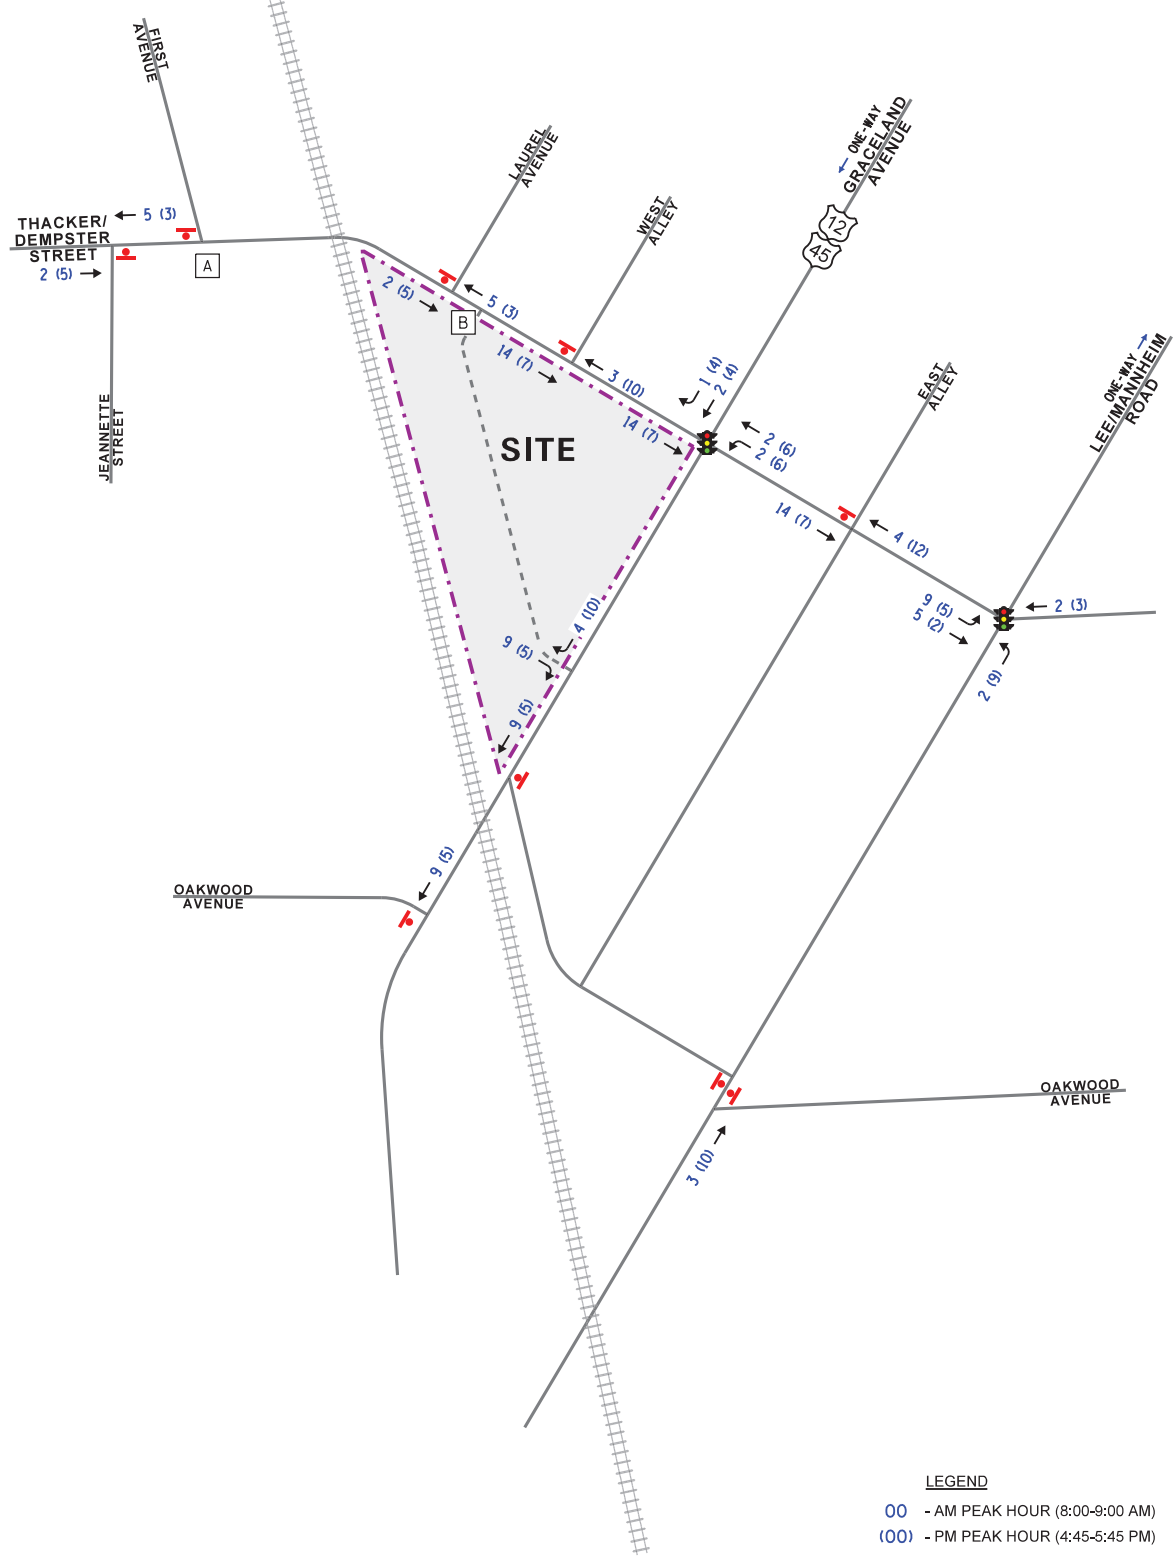 FIRST
AVENUE
LAUREL
AVENUE
WEST
ALLEY
← ONE-WAY
GRACELAND
AVENUE
12
45
5 (3)
THACKER/
DEMPSTER
STREET
2 (5)
A
JEANNETTE
STREET
2 (5)
B
5 (3)
14 (7)
3 (10)
14 (7)
1 (4)
2 (4)
2 (6)
2 (6)
SITE
EAST
ALLEY
ONE-WAY →
LEE/MANNHEIM
ROAD
14 (7)
4 (12)
9 (5)
5 (2)
2 (3)
2 (9)
4 (10)
9 (5)
9 (5)
9 (5)
OAKWOOD
AVENUE
OAKWOOD
AVENUE
3 (10)
LEGEND
00 - AM PEAK HOUR (8:00-9:00 AM)
(00) - PM PEAK HOUR (4:45-5:45 PM)